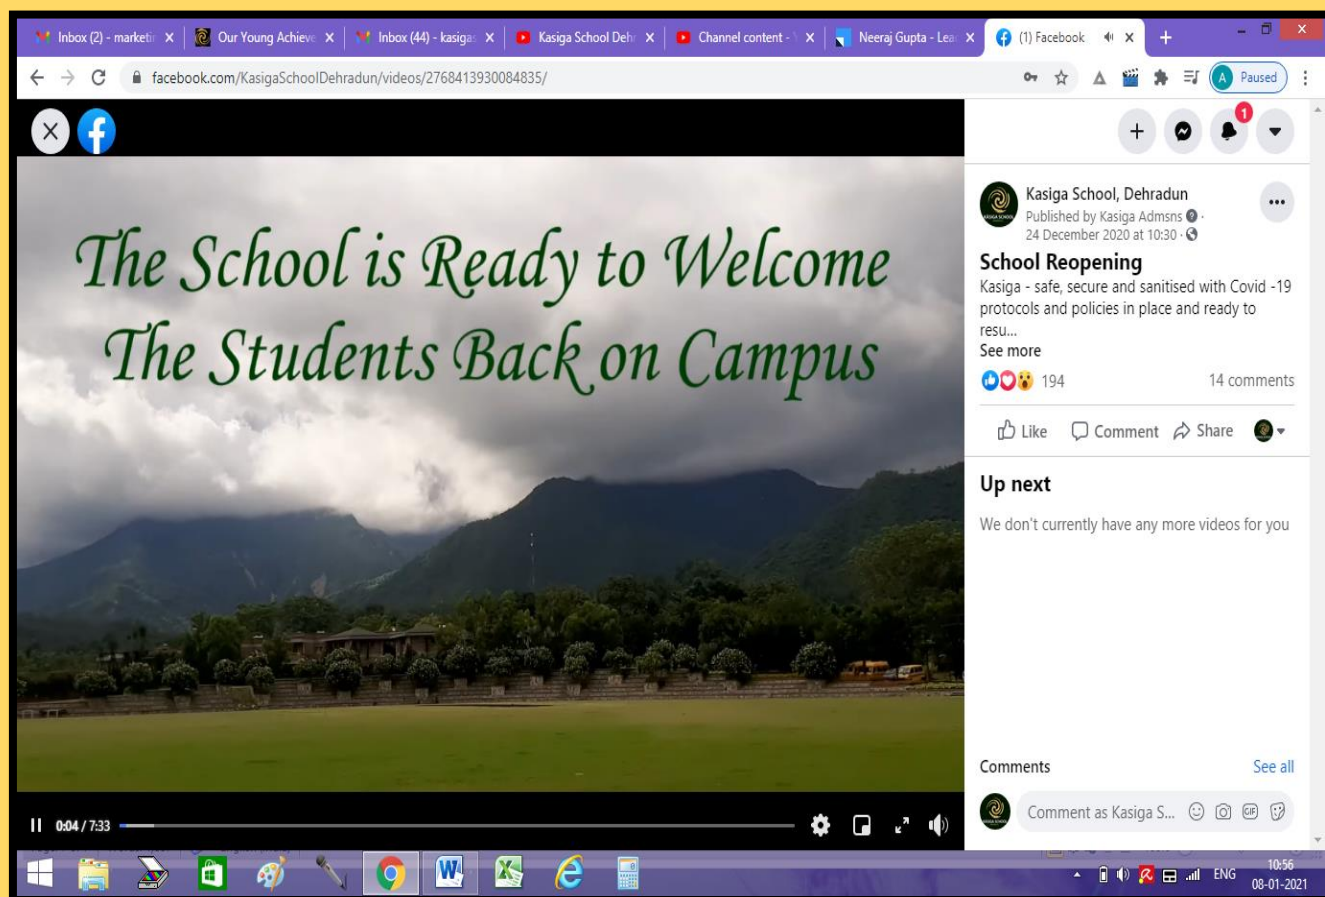 Inbox (2) - marketi
Our Young Achieve
Inbox (44) - kasiga
Kasiga School Deh
Channel content -
Neeraj Gupta - Lea
(1) Facebook
facebook.com/KasigaSchoolDehradun/videos/2768413930084835/
A Paused
The School is Ready to Welcome
The Students Back on Campus
0:04 / 7:33
1
Kasiga School, Dehradun
Published by Kasiga Admsns ·
24 December 2020 at 10:30 ·
School Reopening
Kasiga - safe, secure and sanitised with Covid -19
protocols and policies in place and ready to
resu...
See more
194 14 comments
Like Comment Share
Up next
We don't currently have any more videos for you
Comments See all
Comment as Kasiga S... GIF
ENG
10:56
08-01-2021